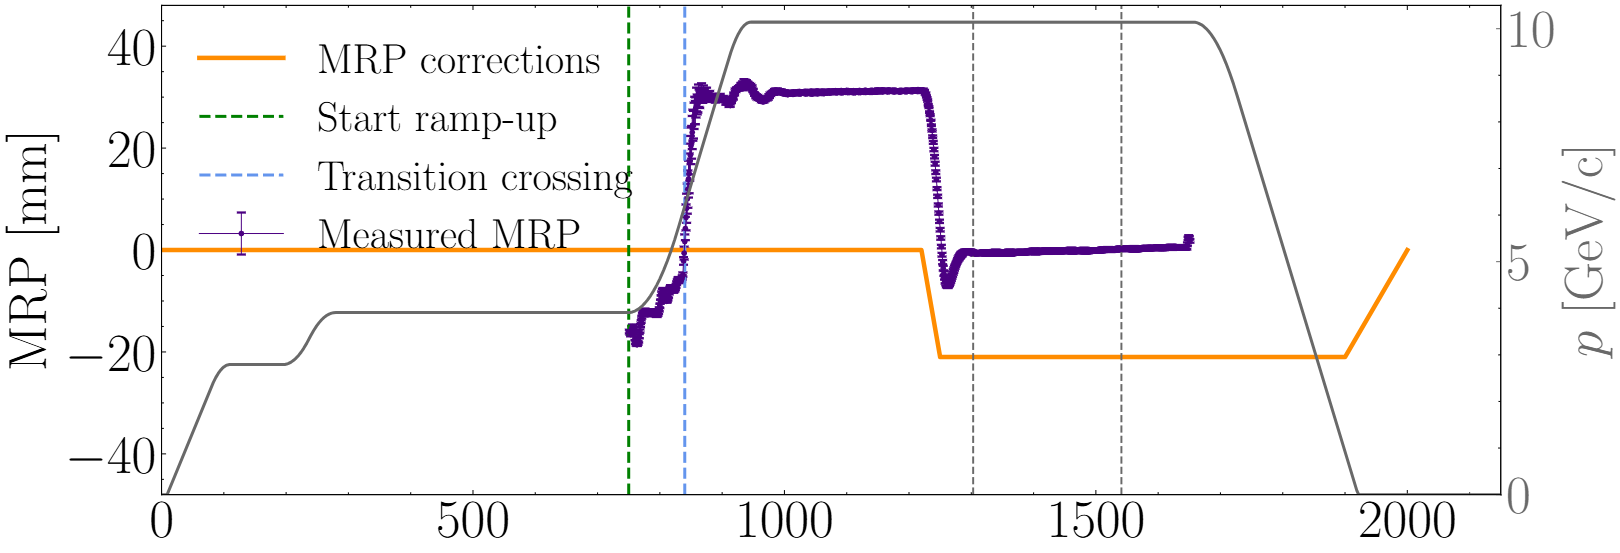 MRP [mm]
40
20
0
−20
−40
MRP corrections
Start ramp-up
Transition crossing
Measured MRP
10
5
0
p [GeV/c]
0 500 1000 1500 2000